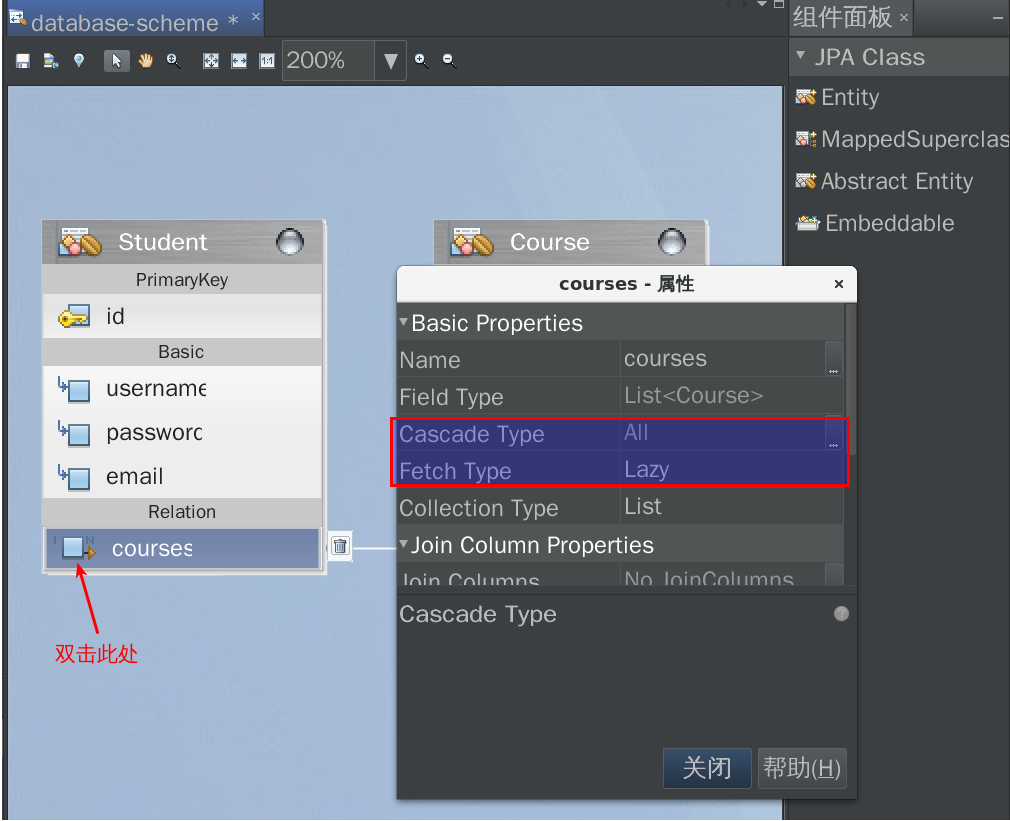 database-scheme *
组件面板
200%
JPA Class
Entity
MappedSuperclas
Abstract Entity
Embeddable
Student
PrimaryKey
id
Basic
username
password
email
Relation
1 N
courses
双击此处
Course
courses - 属性
Basic Properties
Name courses
Field Type List<Course>
Cascade Type All
Fetch Type Lazy
Collection Type List
Join Column Properties
Join Columns No JoinColumns
Cascade Type
关闭 帮助(H)